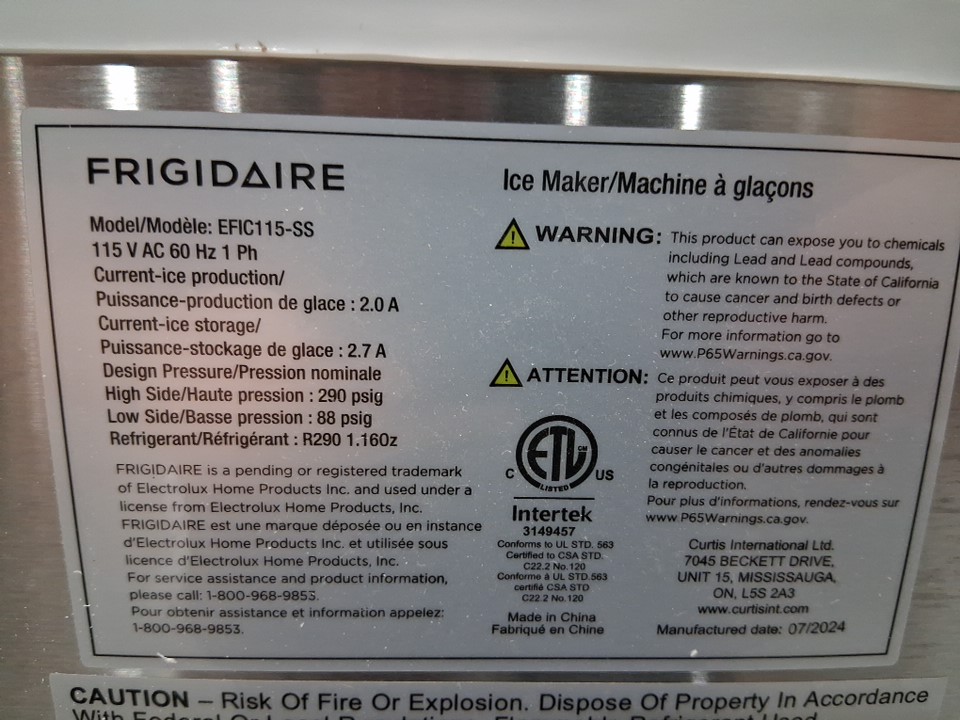 FRIGIDAIRE
Model/Modèle: EFIC115-SS
115 V AC 60 Hz 1 Ph
Current-ice production/
Puissance-production de glace : 2.0 A
Current-ice storage/
Puissance-stockage de glace : 2.7 A
Design Pressure/Pression nominale
High Side/Haute pression : 290 psig
Low Side/Basse pression : 88 psig
Refrigerant/Réfrigérant : R290 1.16Oz
FRIGIDAIRE is a pending or registered trademark
of Electrolux Home Products Inc. and used under a
license from Electrolux Home Products, Inc.
FRIGIDAIRE est une marque déposée ou en instance
d'Electrolux Home Products Inc. et utilisée sous
licence d'Electrolux Home Products, Inc.
For service assistance and product information,
please call: 1-800-968-9853.
Pour obtenir assistance et information appelez:
1-800-968-9853.
Ice Maker/Machine à glaçons
WARNING: This product can expose you to chemicals
including Lead and Lead compounds,
which are known to the State of California
to cause cancer and birth defects or
other reproductive harm.
For more information go to
www.P65Warnings.ca.gov.
ATTENTION: Ce produit peut vous exposer à des
produits chimiques, y compris le plomb
et les composés de plomb, qui sont
connus de l'État de Californie pour
causer le cancer et des anomalies
congénitales ou d'autres dommages à
la reproduction.
Pour plus d'informations, rendez-vous sur
www.P65Warnings.ca.gov.
ETL CM
LISTED
C US
Intertek
3149457
Conforms to UL STD. 563
Certified to CSA STD.
C22.2 No.120
Conforme à UL STD.563
certifié CSA STD
C22.2 No.120
Made in China
Fabriqué en Chine
Curtis International Ltd.
7045 BECKETT DRIVE,
UNIT 15, MISSISSAUGA,
ON, L5S 2A3
www.curtisint.com
Manufactured date: 07/2024
CAUTION – Risk Of Fire Or Explosion. Dispose Of Property In Accordance
With Federal Or Local